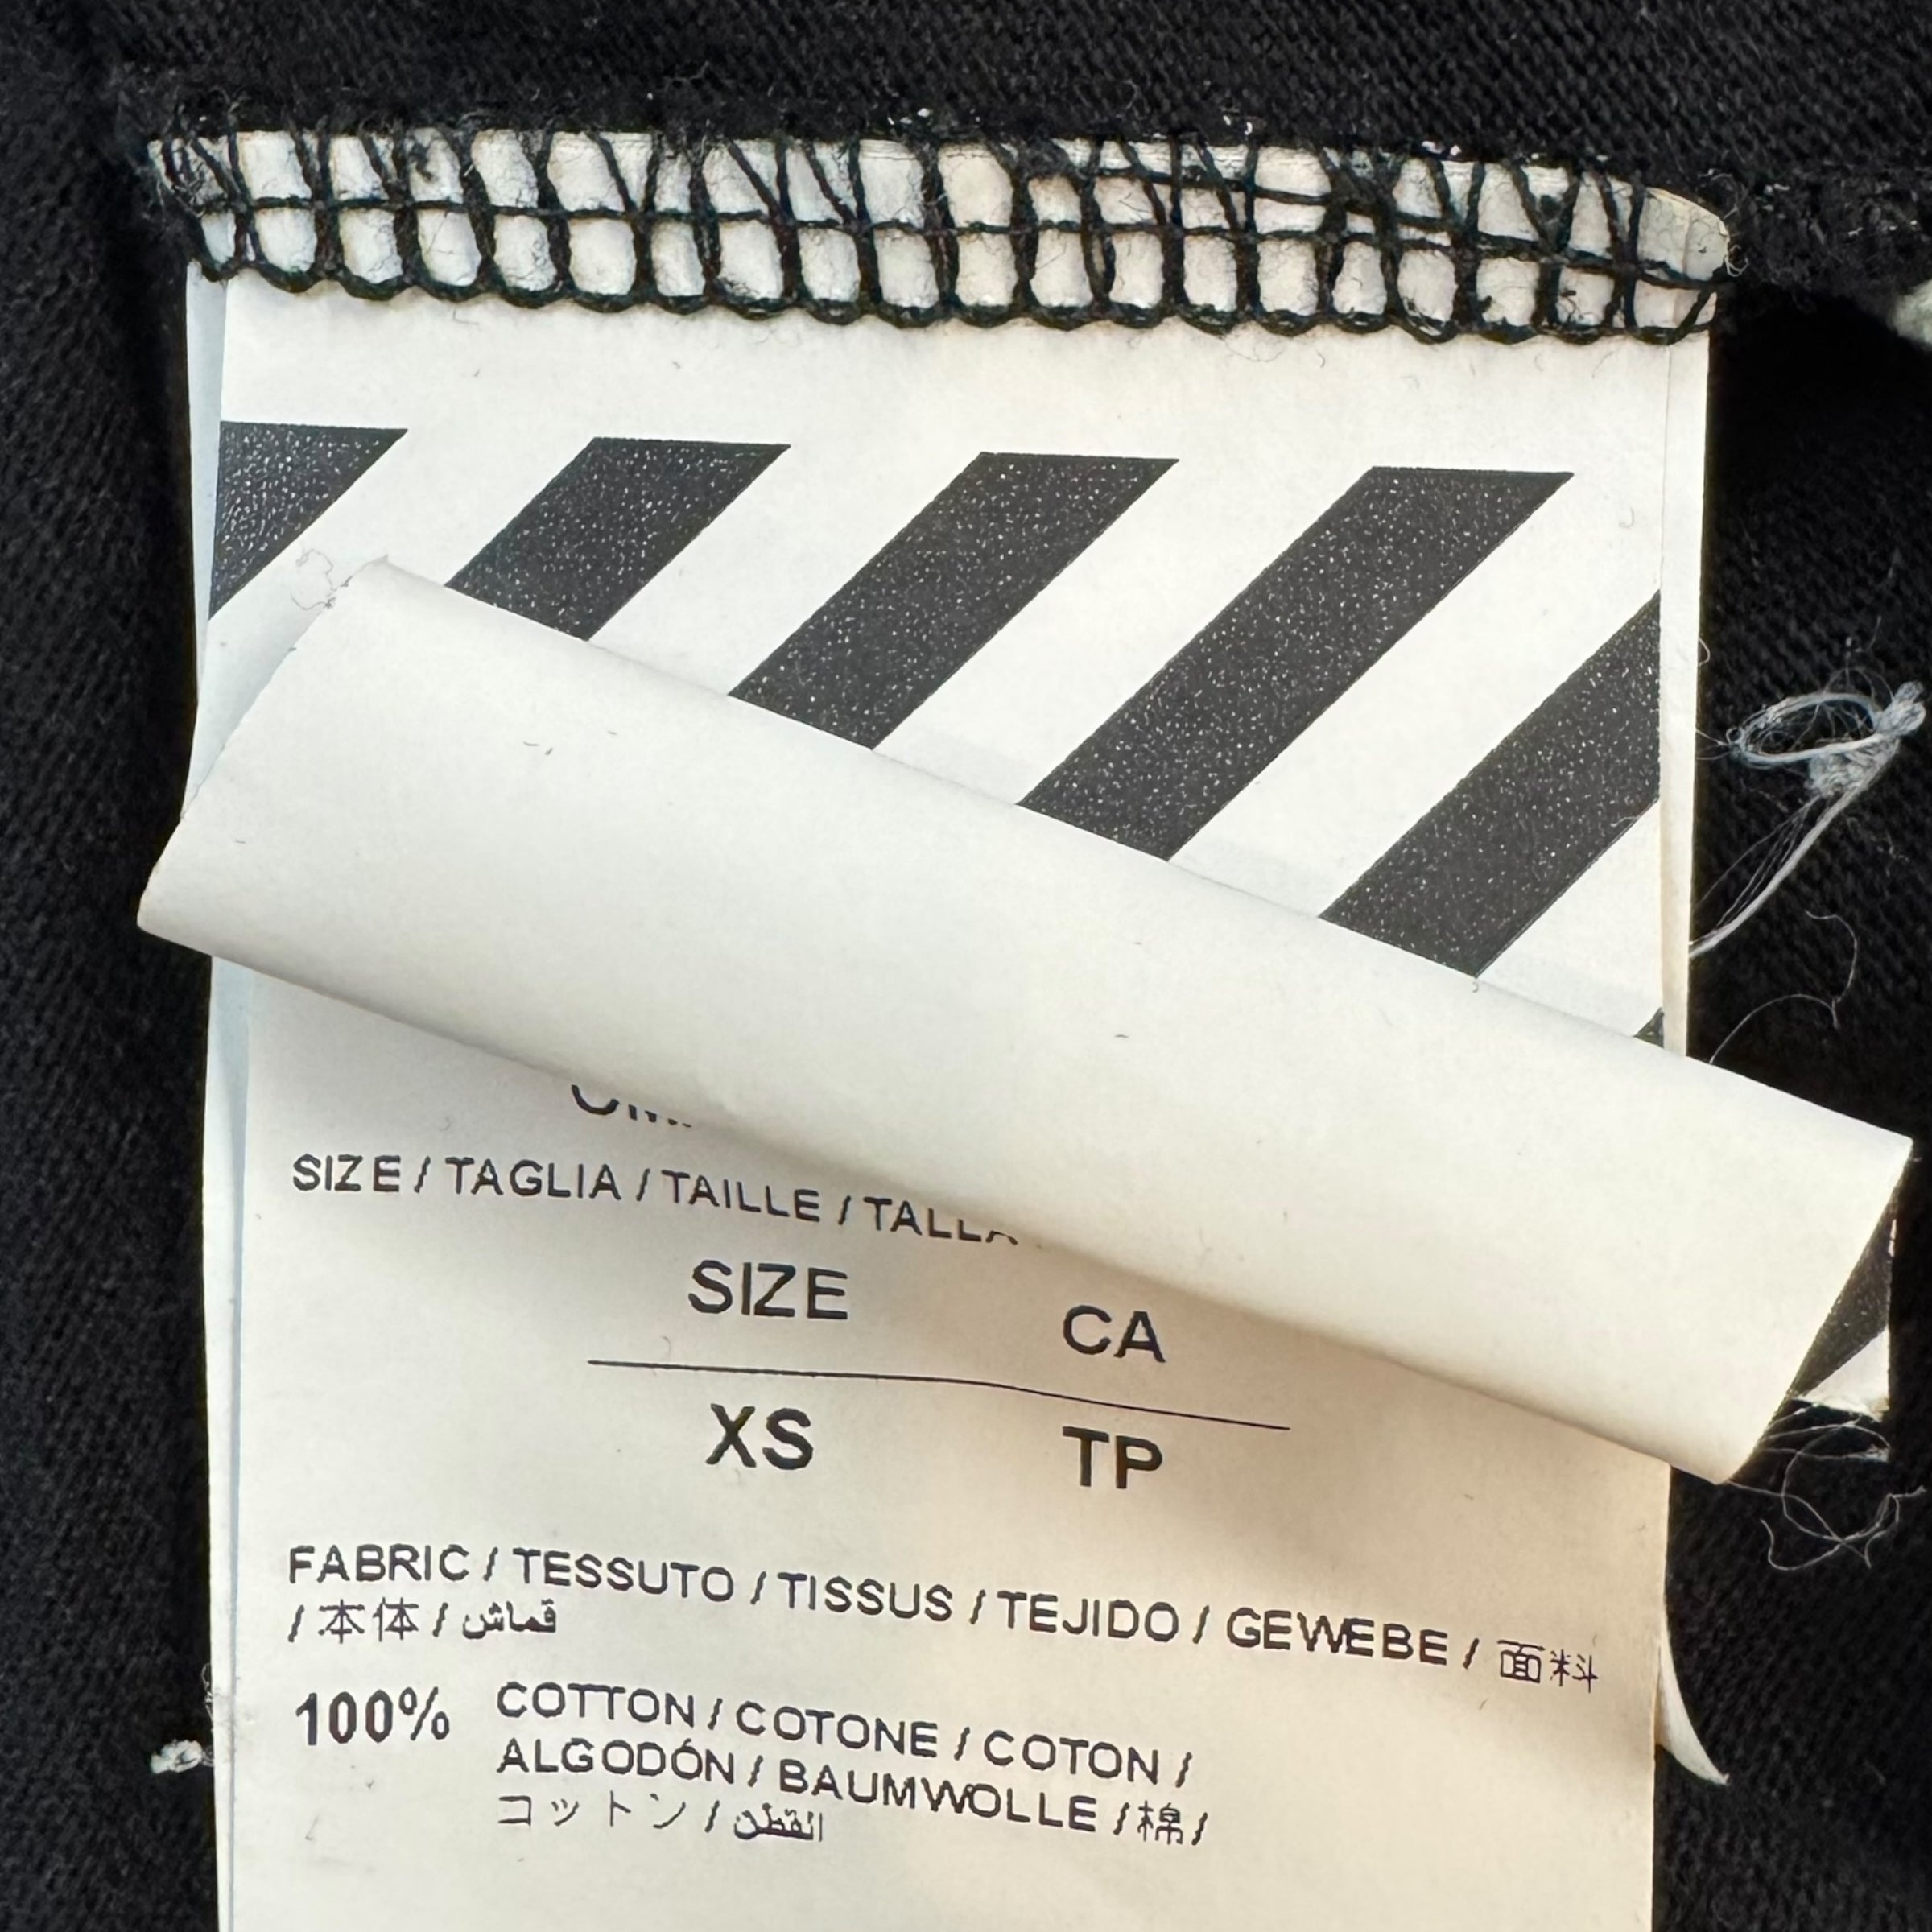 SIZE / TAGLIA / TAILLE / TALLA
SIZE CA
XS TP
FABRIC / TESSUTO / TISSUS / TEJIDO / GEWEBE / 面料
/ 本体 / قماش
100% COTTON / COTONE / COTON /
ALGODÓN / BAUMWOLLE / 棉 /
コットン / القطن